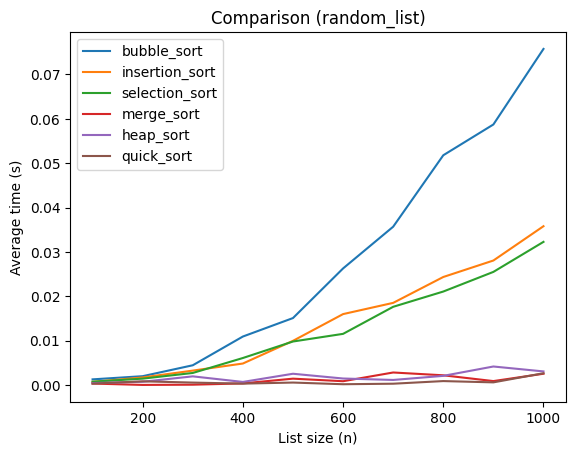 Comparison (random_list)
bubble_sort
insertion_sort
selection_sort
merge_sort
heap_sort
quick_sort
Average time (s)
0.07
0.06
0.05
0.04
0.03
0.02
0.01
0.00
200 400 600 800 1000
List size (n)